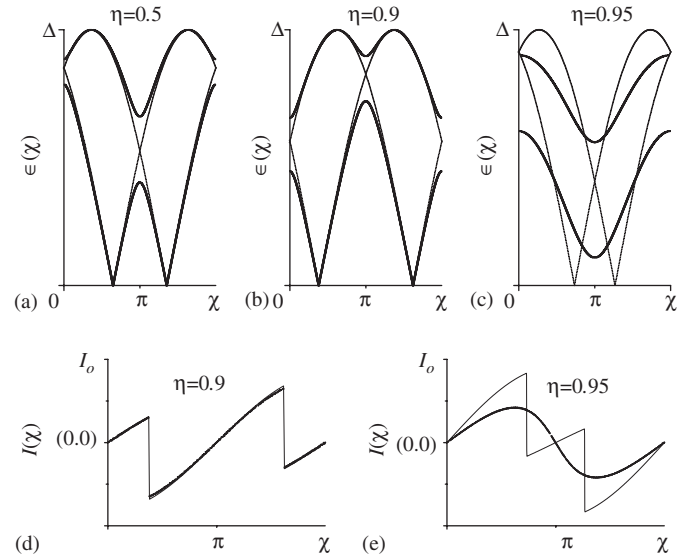 η=0.5
Δ
∈(χ)
(a)
0
π
χ
η=0.9
Δ
∈(χ)
(b)
0
π
χ
η=0.95
Δ
∈(χ)
(c)
0
π
χ
I_o
η=0.9
(0.0)
I(χ)
(d)
π
χ
I_o
η=0.95
(0.0)
I(χ)
(e)
π
χ